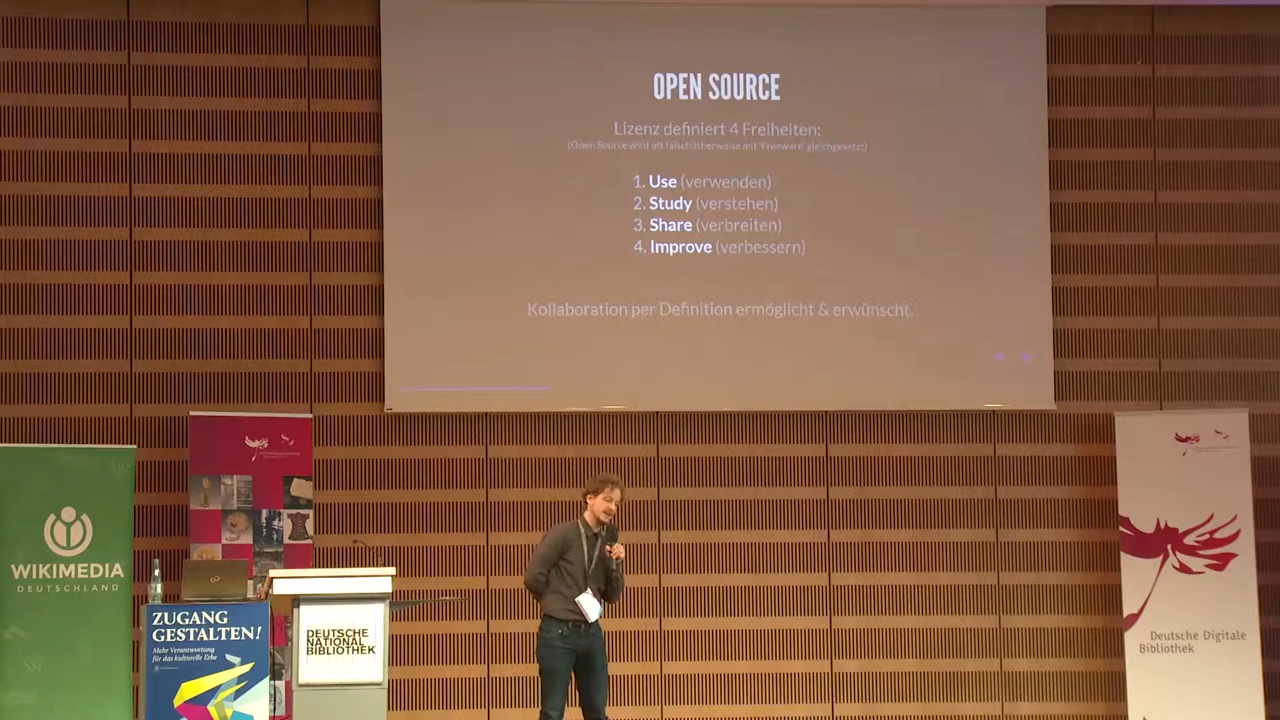 OPEN SOURCE
Lizenz definiert 4 Freiheiten:
(Open Source wird oft fälschlicherweise mit 'Freeware' gleichgesetzt)
1. Use (verwenden)
2. Study (verstehen)
3. Share (verbreiten)
4. Improve (verbessern)
Kollaboration per Definition ermöglicht & erwünscht.
WIKIMEDIA
DEUTSCHLAND
ZUGANG
GESTALTEN!
Mehr Verantwortung
für das kulturelle Erbe
DEUTSCHE
NATIONAL
BIBLIOTHEK
Deutsche Digitale
Bibliothek